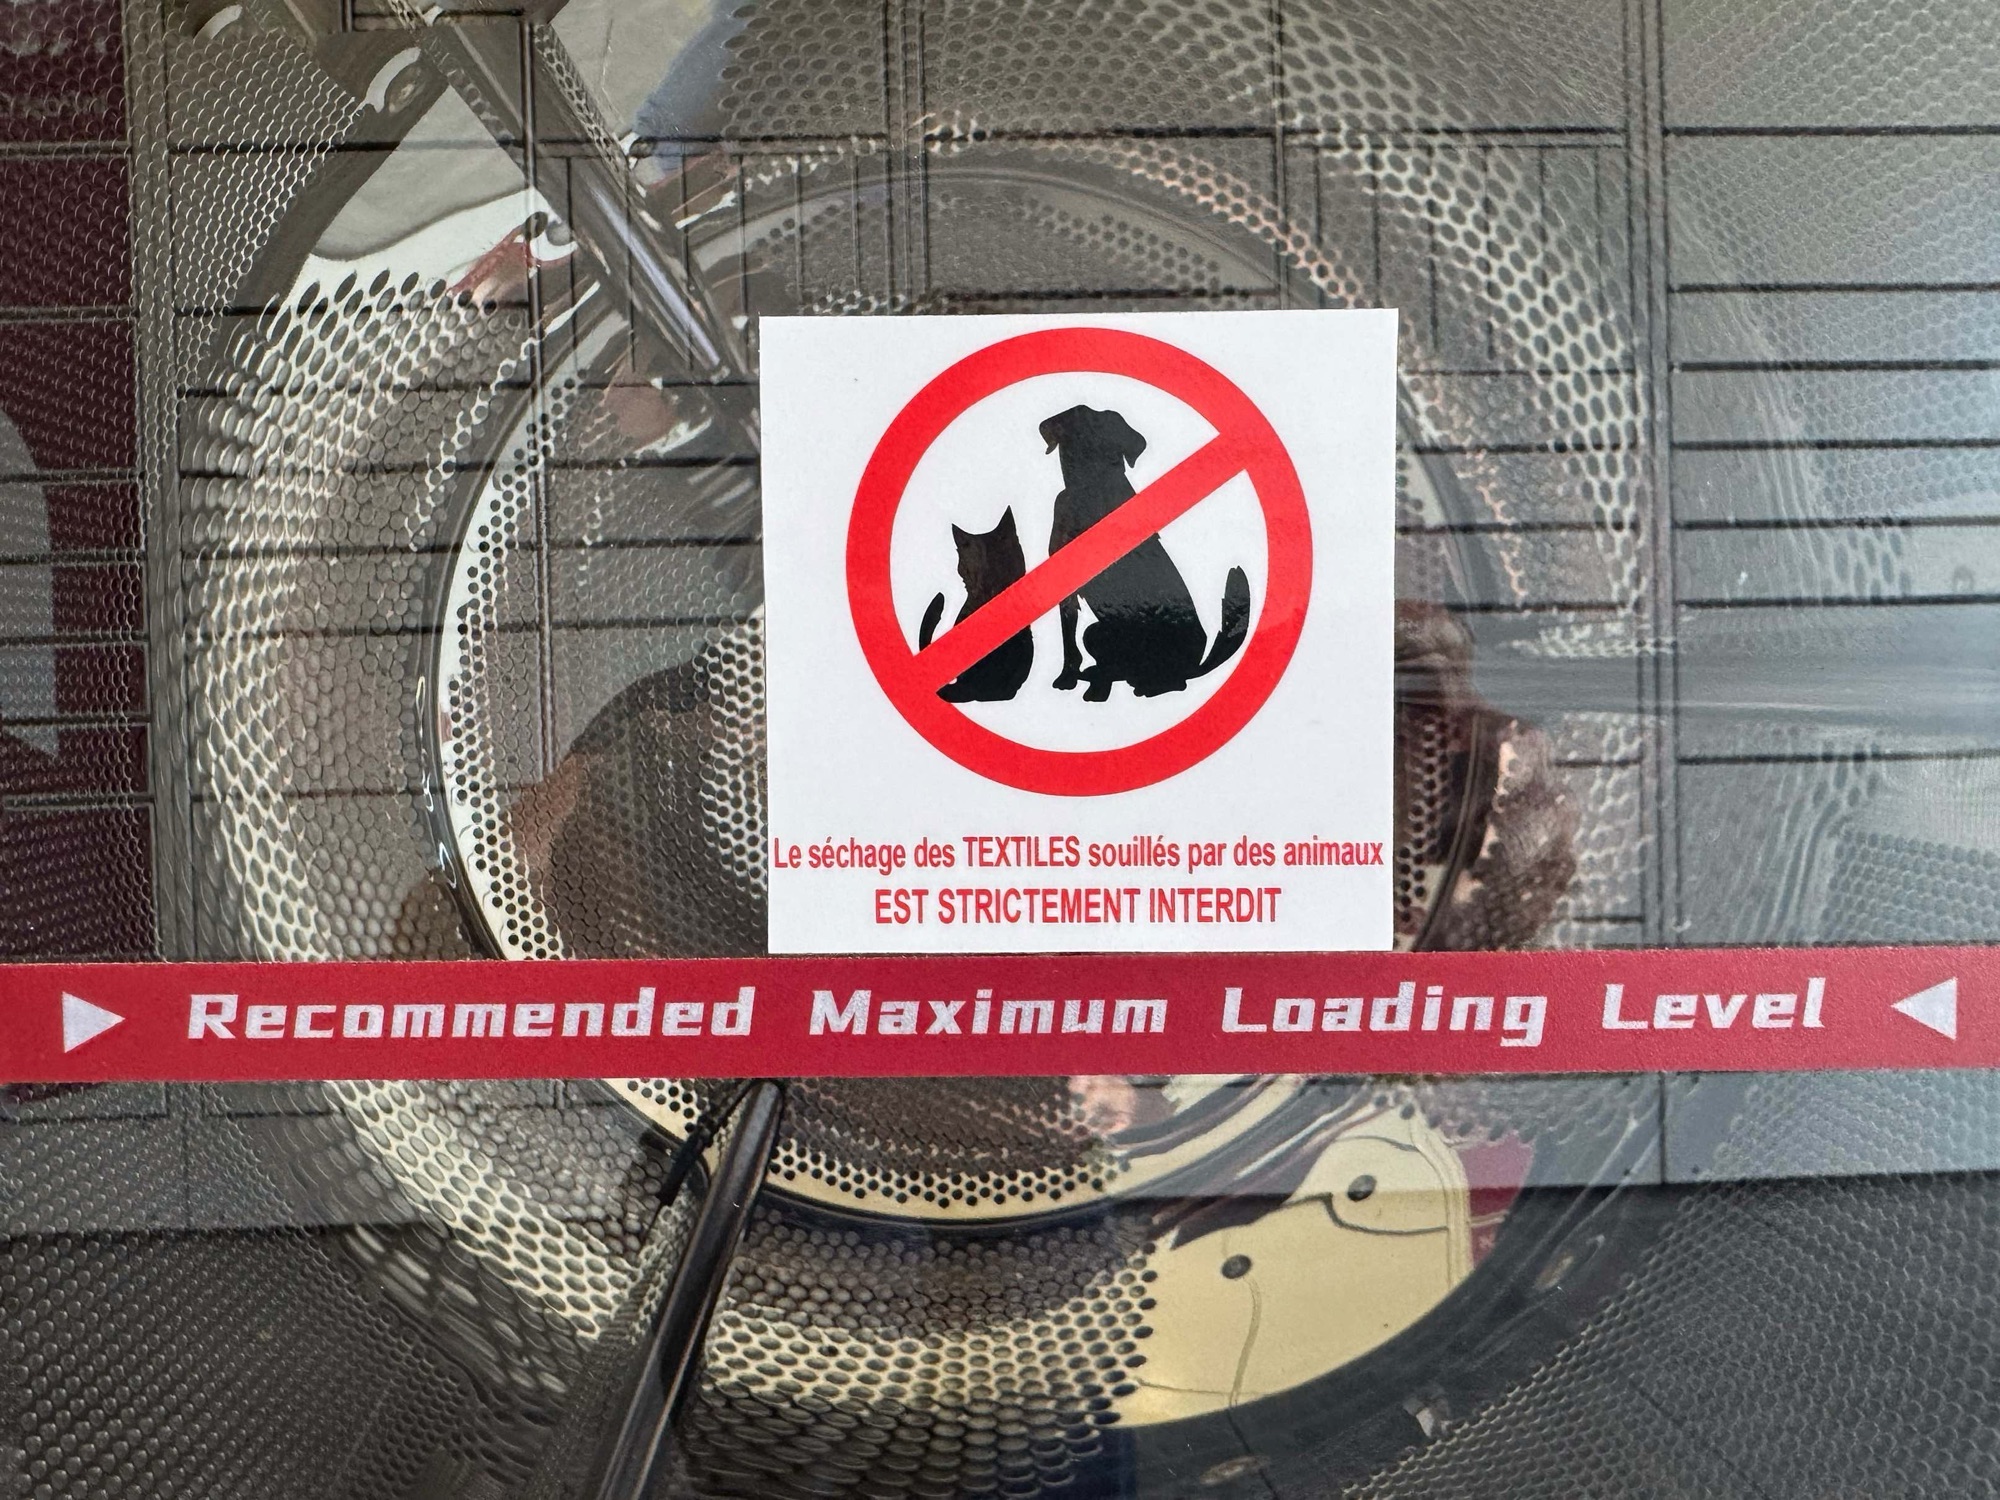 Le séchage des TEXTILES souillés par des animaux
EST STRICTEMENT INTERDIT
Recommended Maximum Loading Level